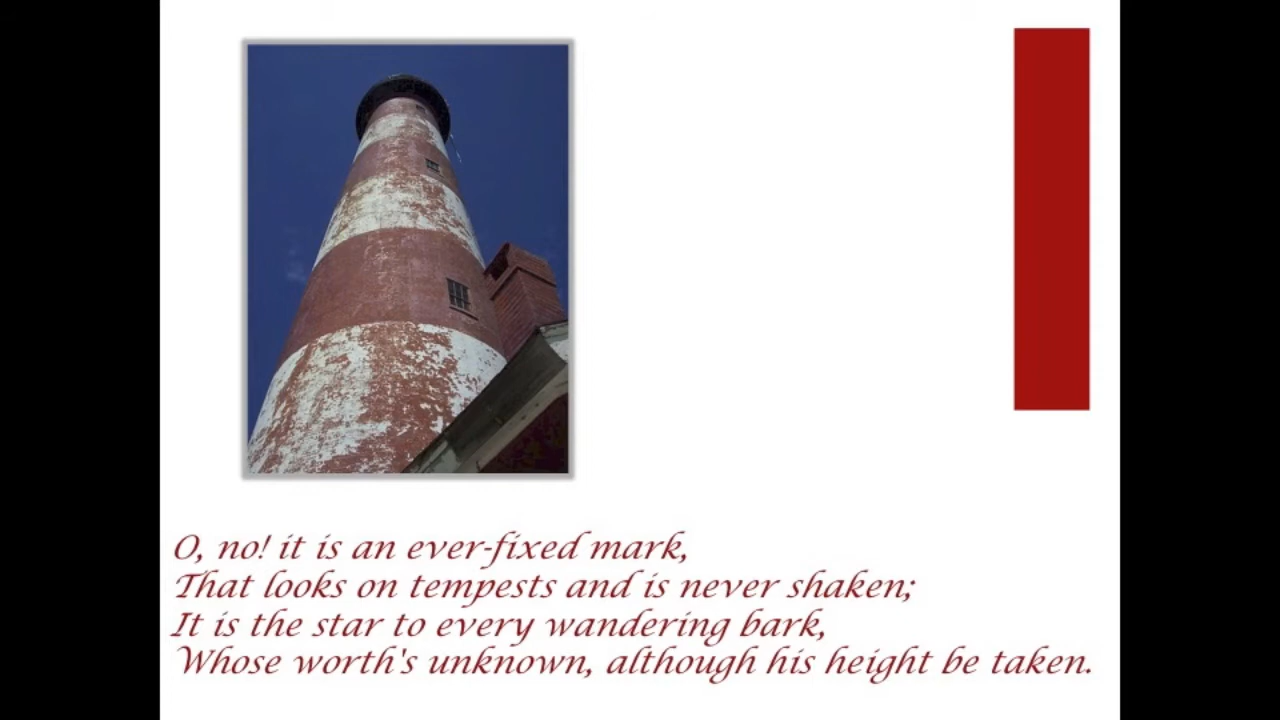 O, no! it is an ever-fixed mark,
That looks on tempests and is never shaken;
It is the star to every wandering bark,
Whose worth's unknown, although his height be taken.